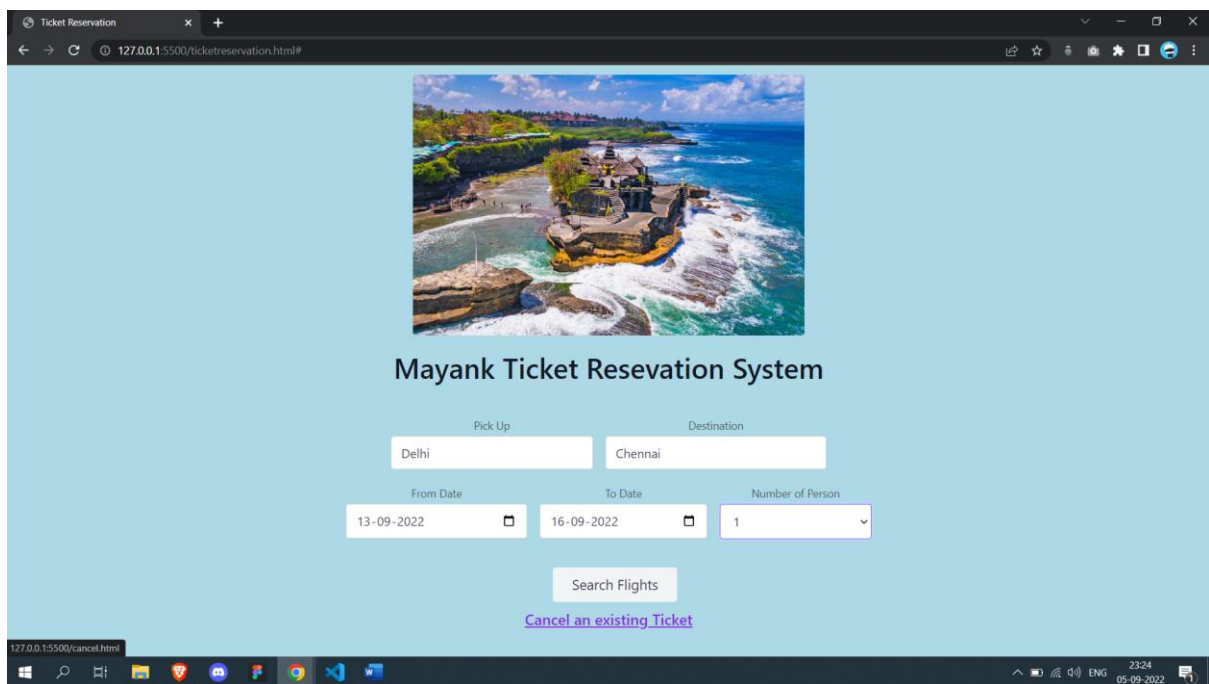 Ticket Reservation
127.0.0.1:5500/ticketreservation.html#
Mayank Ticket Resevation System
Pick Up Destination
Delhi Chennai
From Date To Date Number of Person
13-09-2022 16-09-2022 1
Search Flights
Cancel an existing Ticket
127.0.0.1:5500/cancel.html
ENG 23:24
05-09-2022